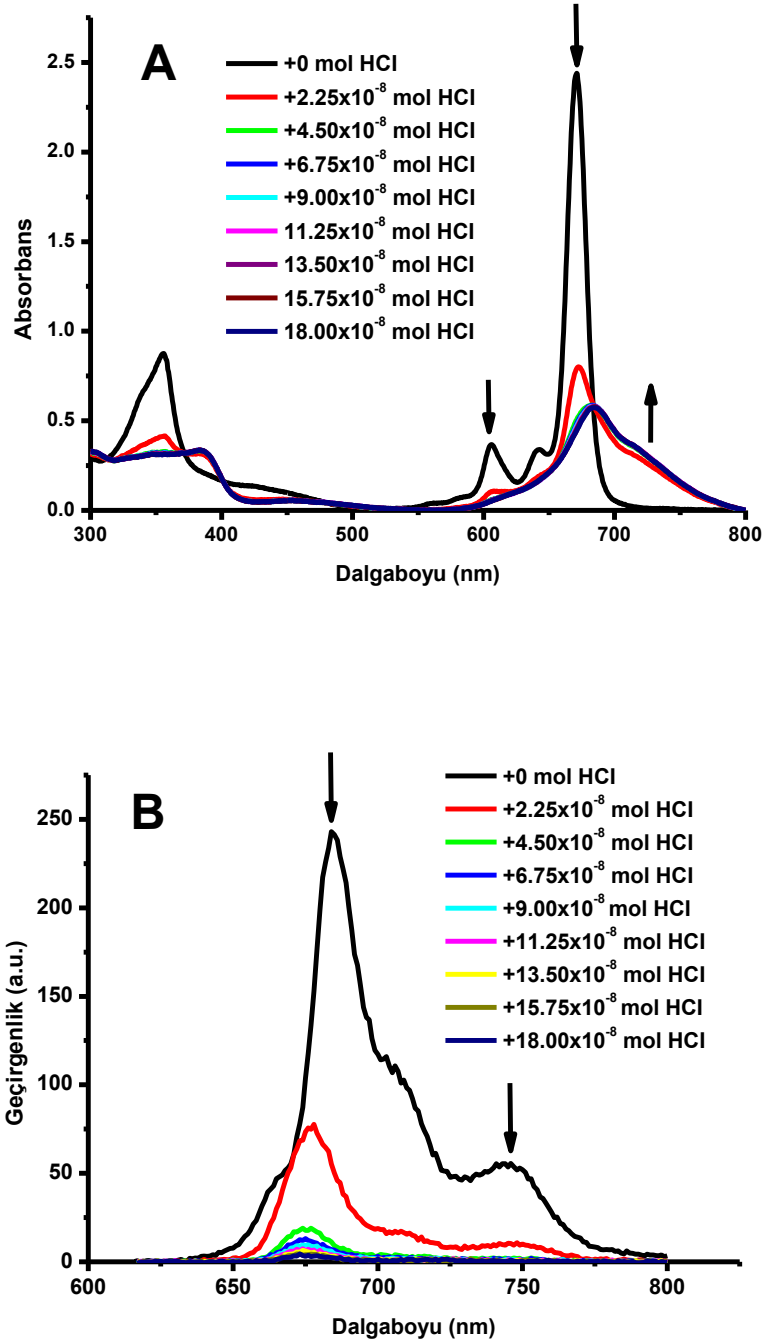 A
+0 mol HCl
+2.25x10⁻⁸ mol HCl
+4.50x10⁻⁸ mol HCl
+6.75x10⁻⁸ mol HCl
+9.00x10⁻⁸ mol HCl
11.25x10⁻⁸ mol HCl
13.50x10⁻⁸ mol HCl
15.75x10⁻⁸ mol HCl
18.00x10⁻⁸ mol HCl
Absorbans
2.5
2.0
1.5
1.0
0.5
0.0
300 400 500 600 700 800
Dalgaboyu (nm)
B
+0 mol HCl
+2.25x10⁻⁸ mol HCl
+4.50x10⁻⁸ mol HCl
+6.75x10⁻⁸ mol HCl
+9.00x10⁻⁸ mol HCl
+11.25x10⁻⁸ mol HCl
+13.50x10⁻⁸ mol HCl
+15.75x10⁻⁸ mol HCl
+18.00x10⁻⁸ mol HCl
Geçirgenlik (a.u.)
250
200
150
100
50
0
600 650 700 750 800
Dalgaboyu (nm)